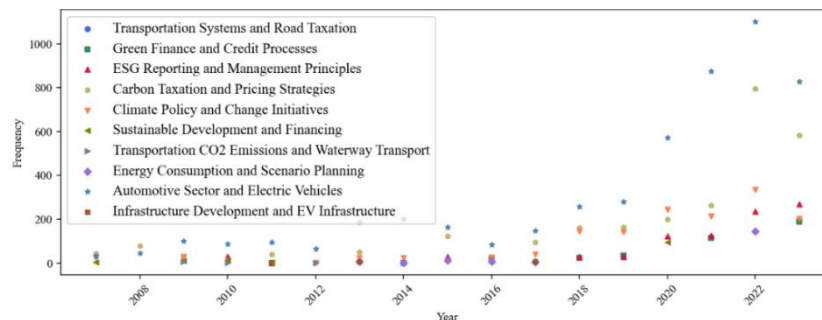 Transportation Systems and Road Taxation
Green Finance and Credit Processes
ESG Reporting and Management Principles
Carbon Taxation and Pricing Strategies
Climate Policy and Change Initiatives
Sustainable Development and Financing
Transportation CO2 Emissions and Waterway Transport
Energy Consumption and Scenario Planning
Automotive Sector and Electric Vehicles
Infrastructure Development and EV Infrastructure
Frequency
1000
800
600
400
200
0
2008
2010
2012
2014
2016
2018
2020
2022
Year